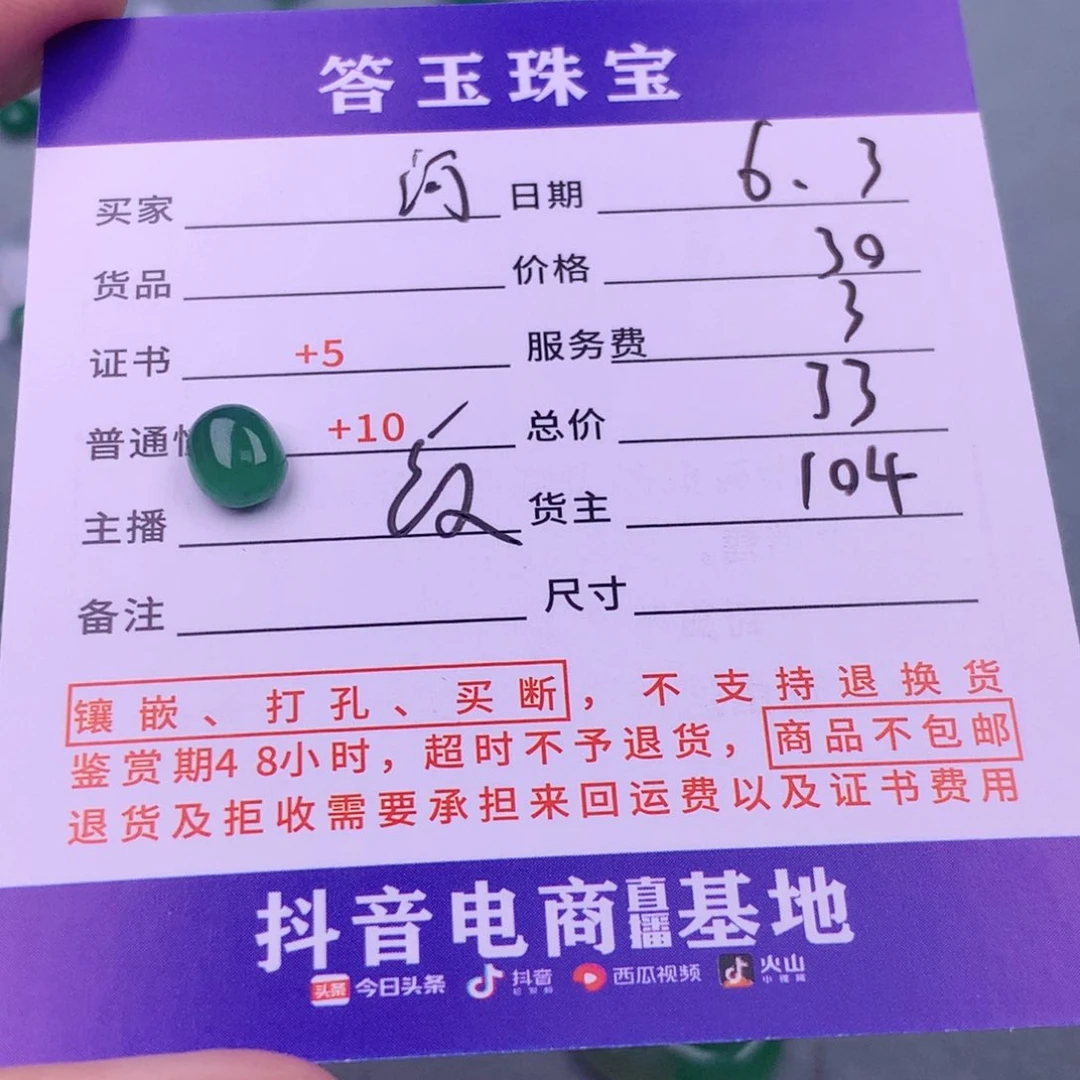 答玉珠宝
买家 日期 6.3
货品 价格 30
证书 +5 服务费 3
普通 +10 总价 33
主播 货主 104
备注 尺寸
镶嵌、打孔、买断，不支持退换货
鉴赏期48小时，超时不予退货，商品不包邮
退货及拒收需要承担来回运费以及证书费用
抖音电商直播基地
头条 今日头条 抖音 西瓜视频 火山